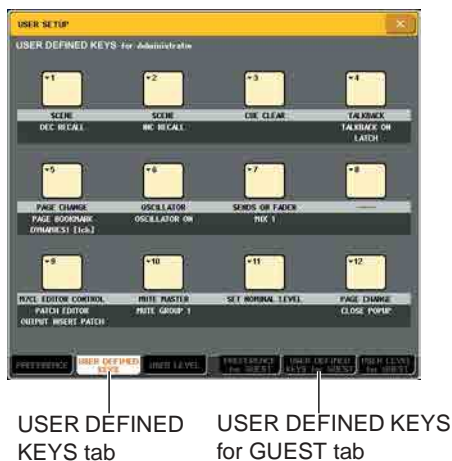 USER SETUP
USER DEFINED KEYS for Administrator
1
2
3
4
SCENE
SCENE
CUE CLEAR
TALKBACK
DEC RECALL
INC RECALL
TALKBACK ON
LATCH
5
6
7
8
PAGE CHANGE
OSCILLATOR
SENDS ON FADER
-----
PAGE BOOKMARK
OSCILLATOR ON
MIX 1
DYNAMICS1 [1ch]
9
10
11
12
M7CL EDITOR CONTROL
MUTE MASTER
SET NOMINAL LEVEL
PAGE CHANGE
PATCH EDITOR
MUTE GROUP 1
CLOSE POPUP
OUTPUT INSERT PATCH
PREFERENCE
USER DEFINED
KEYS
USER LEVEL
PREFERENCE
for GUEST
USER DEFINED
KEYS for GUEST
USER LEVEL
for GUEST
USER DEFINED
KEYS tab
USER DEFINED KEYS
for GUEST tab